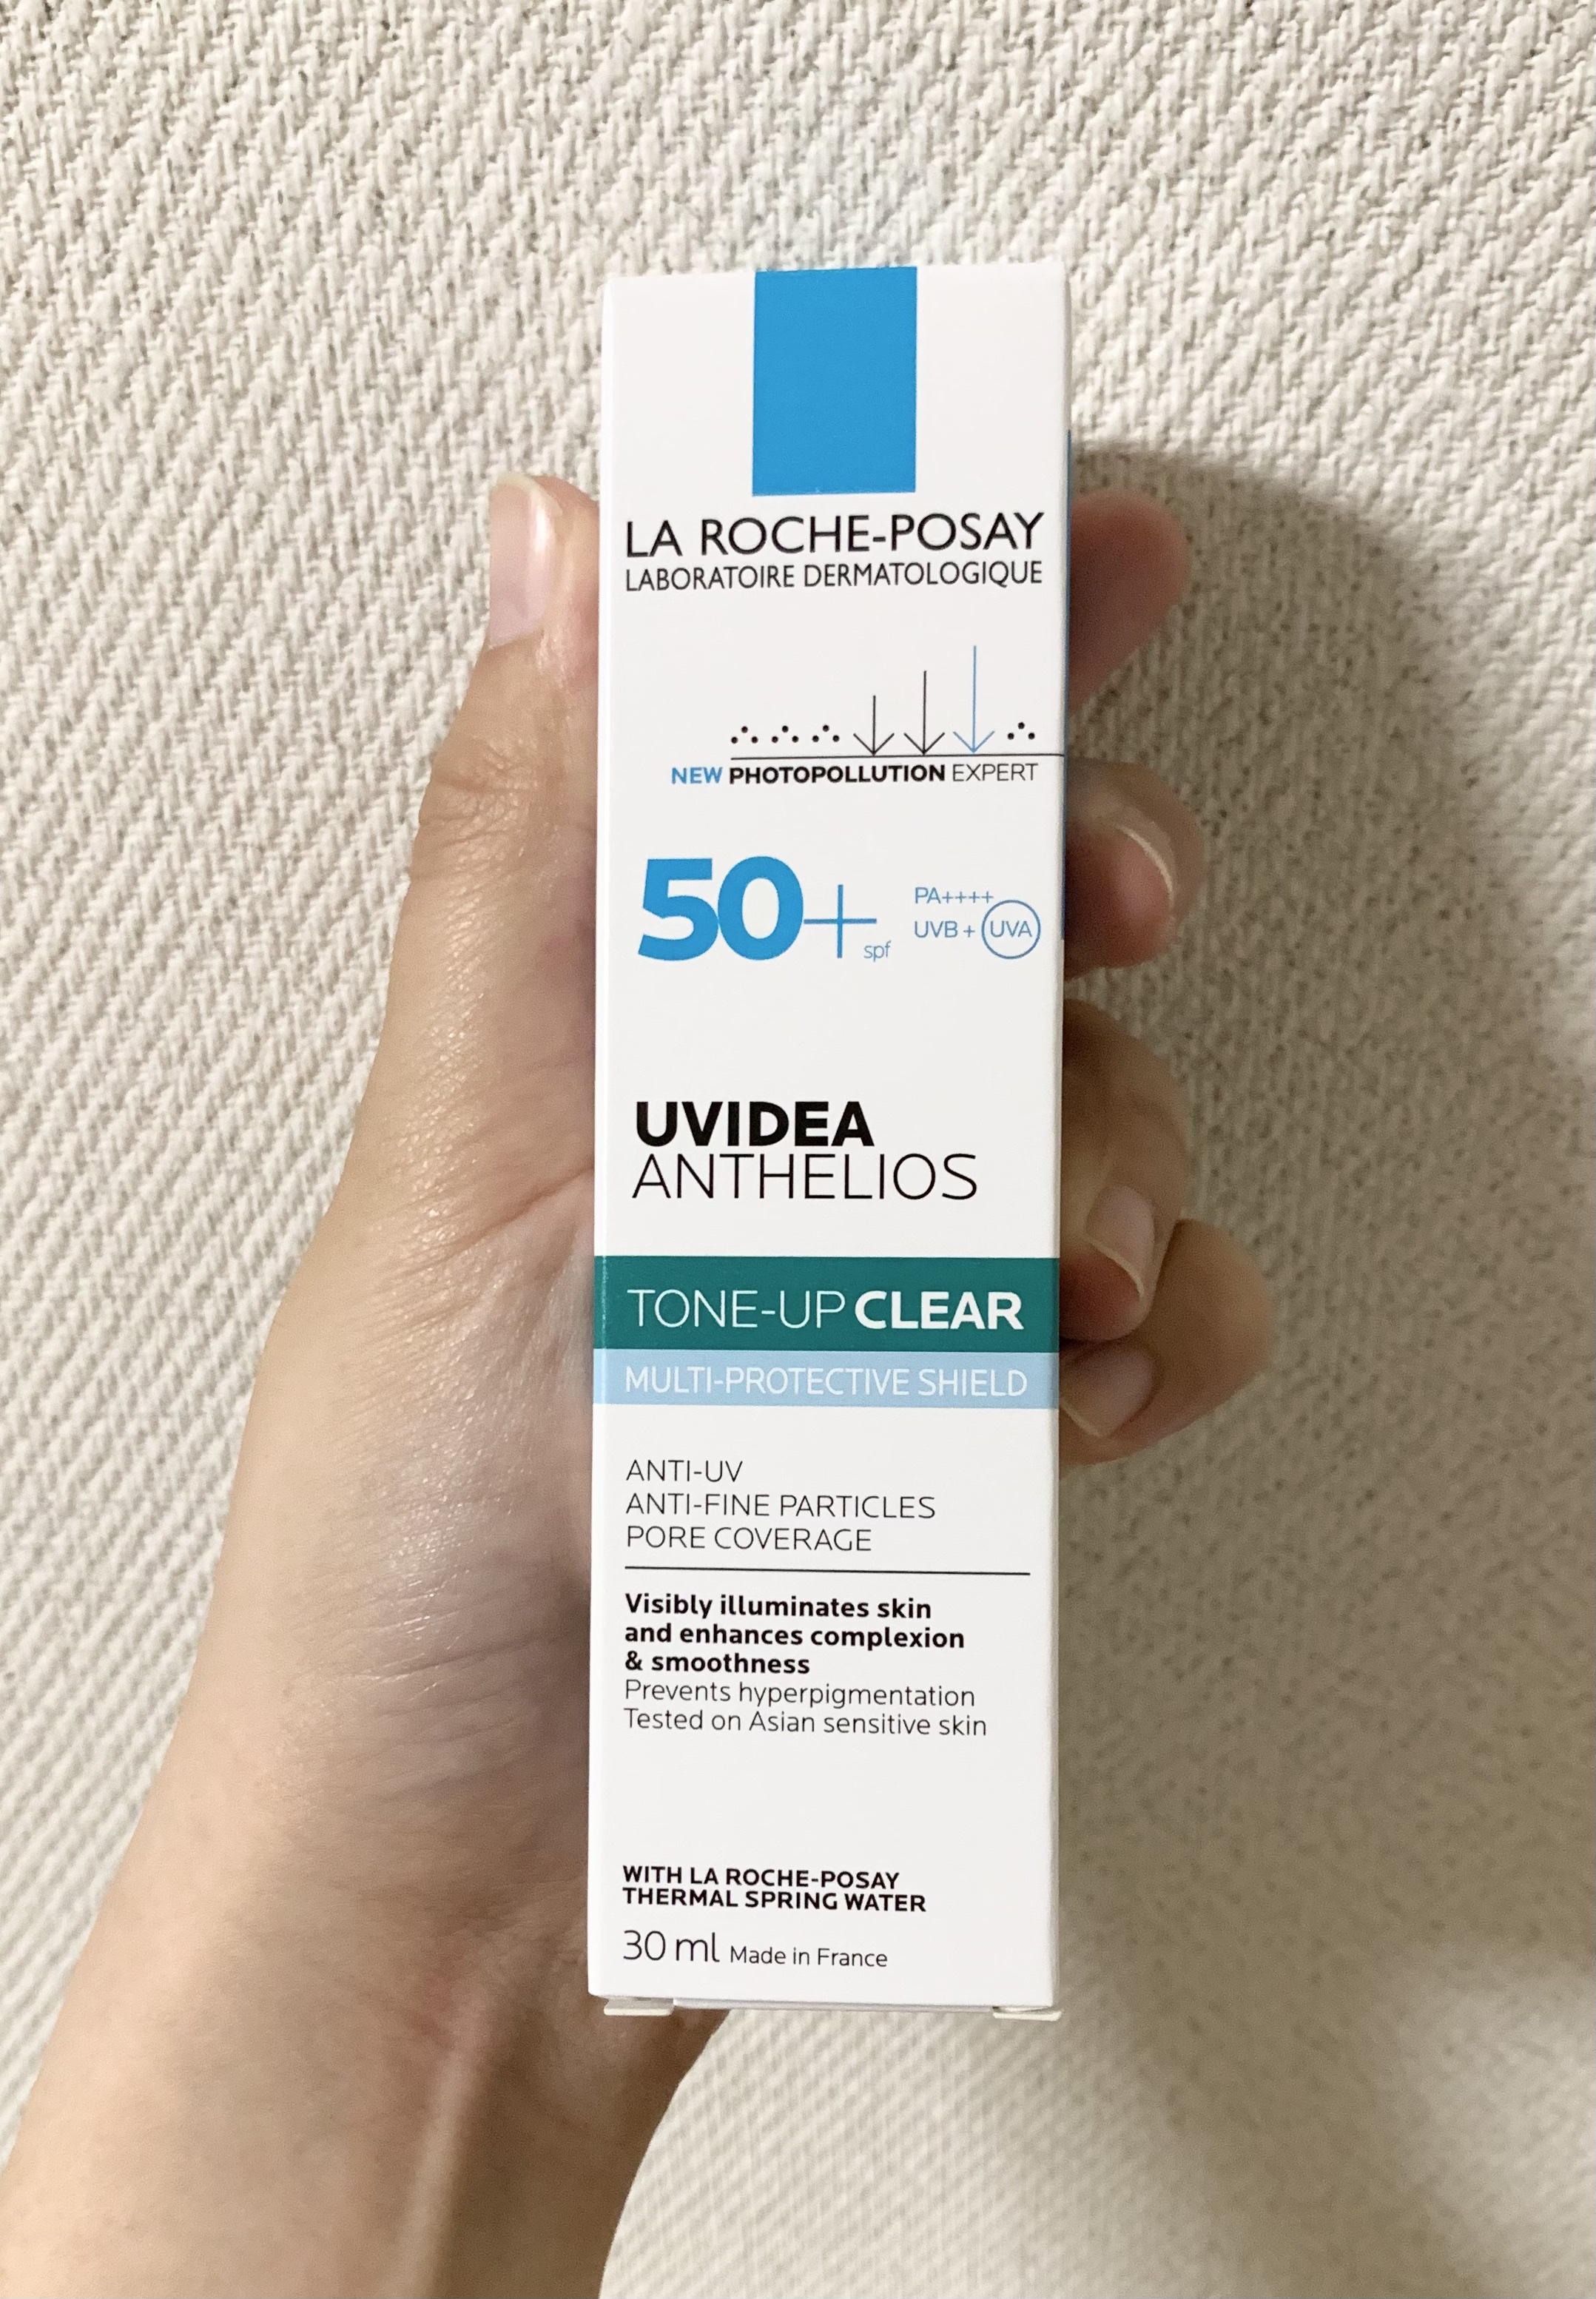 LA ROCHE-POSAY
LABORATOIRE DERMATOLOGIQUE
NEW PHOTOPOLLUTION EXPERT
50+ spf
PA++++
UVB + UVA
UVIDEA
ANTHELIOS
TONE-UP CLEAR
MULTI-PROTECTIVE SHIELD
ANTI-UV
ANTI-FINE PARTICLES
PORE COVERAGE
Visibly illuminates skin
and enhances complexion
& smoothness
Prevents hyperpigmentation
Tested on Asian sensitive skin
WITH LA ROCHE-POSAY
THERMAL SPRING WATER
30 ml Made in France